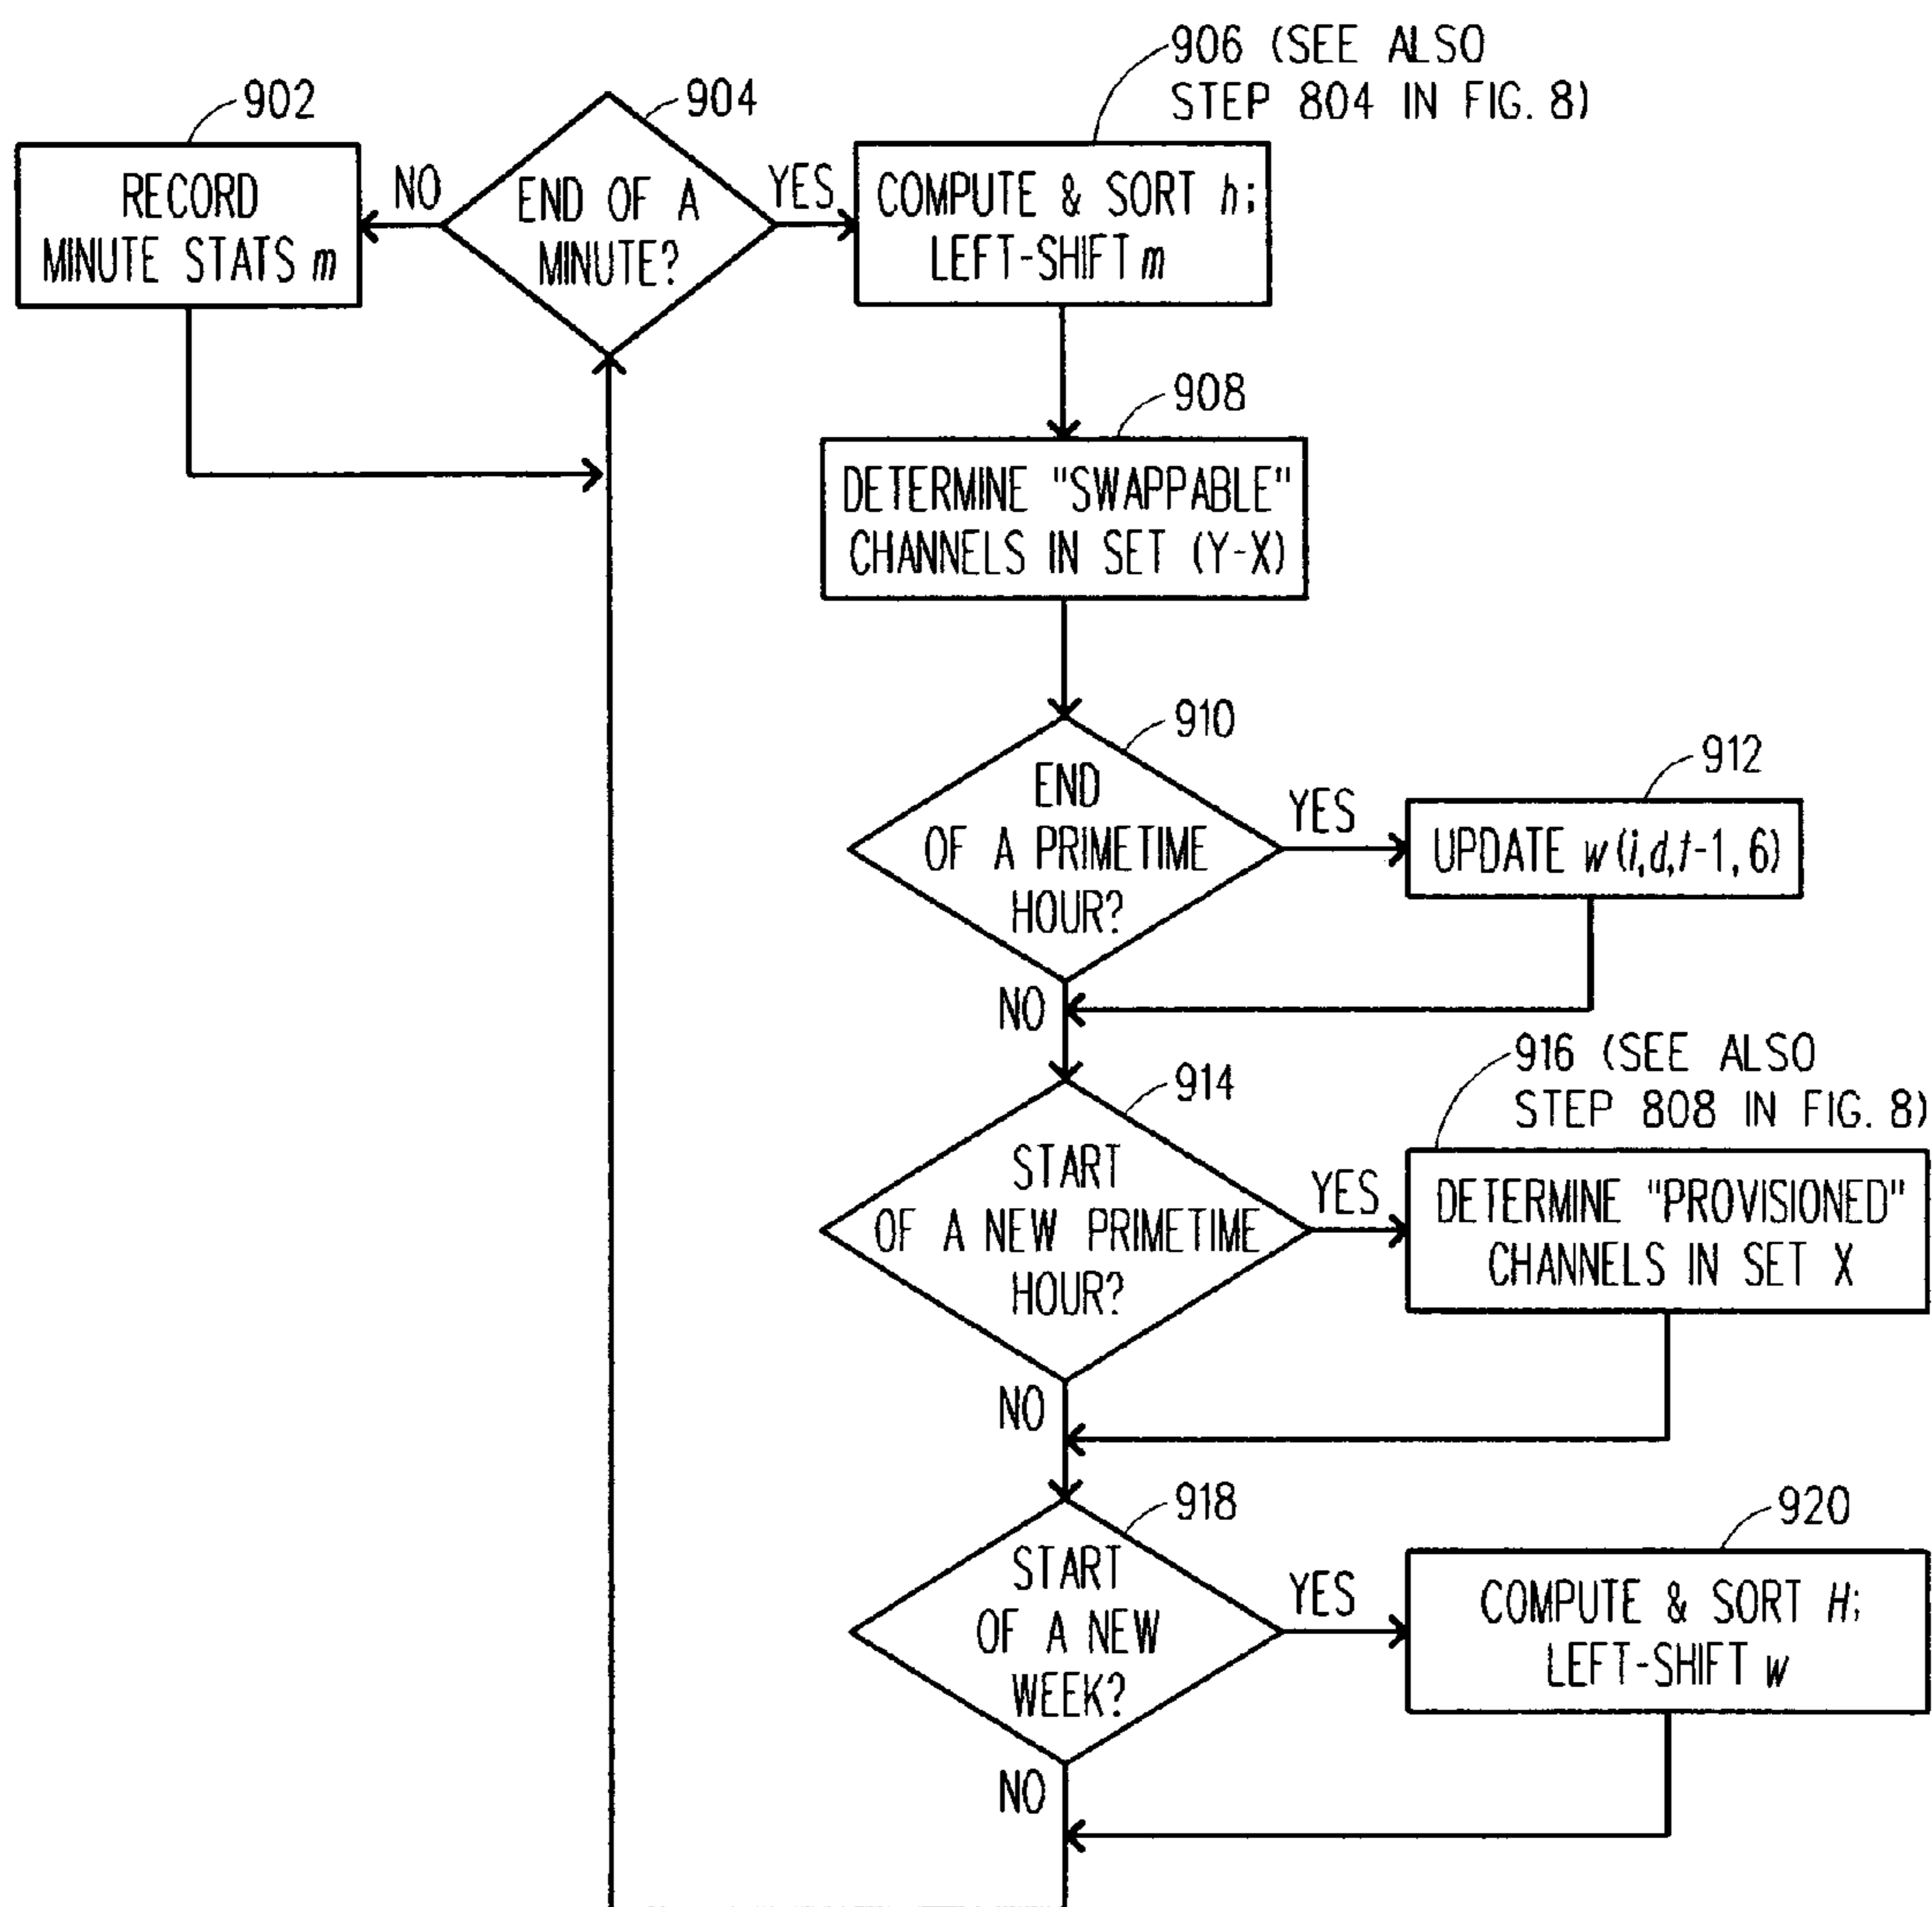 906 (SEE ALSO
STEP 804 IN FIG. 8)
902
904
RECORD
MINUTE STATS m
NO
END OF A
MINUTE?
YES
COMPUTE & SORT h;
LEFT-SHIFT m
908
DETERMINE "SWAPPABLE"
CHANNELS IN SET (Y-X)
910
END
OF A PRIMETIME
HOUR?
YES
912
UPDATE w(i,d,t-1,6)
NO
914
START
OF A NEW PRIMETIME
HOUR?
YES
916 (SEE ALSO
STEP 808 IN FIG. 8)
DETERMINE "PROVISIONED"
CHANNELS IN SET X
NO
918
START
OF A NEW
WEEK?
YES
920
COMPUTE & SORT H;
LEFT-SHIFT w
NO